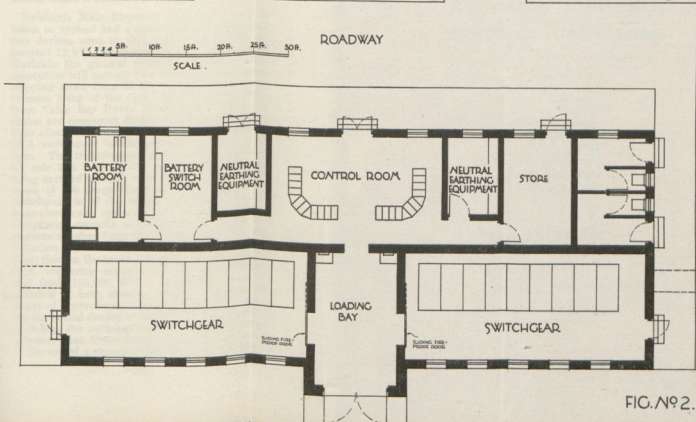 ROADWAY
1 2 3 4 5ft. 10ft. 15ft. 20ft. 25ft. 30ft.
SCALE.
BATTERY
ROOM
BATTERY
SWITCH
ROOM
NEUTRAL
EARTHING
EQUIPMENT
CONTROL ROOM
NEUTRAL
EARTHING
EQUIPMENT
STORE
SWITCHGEAR
SLIDING FIRE-
PROOF DOOR.
LOADING
BAY
SLIDING FIRE-
PROOF DOOR
SWITCHGEAR
FIG. Nº 2.